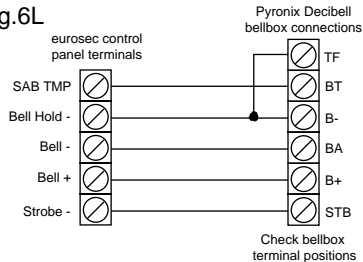 g.6L
eurosec control
panel terminals
SAB TMP
Bell Hold -
Bell -
Bell +
Strobe -
Pyronix Decibell
bellbox connections
TF
BT
B-
BA
B+
STB
Check bellbox
terminal positions